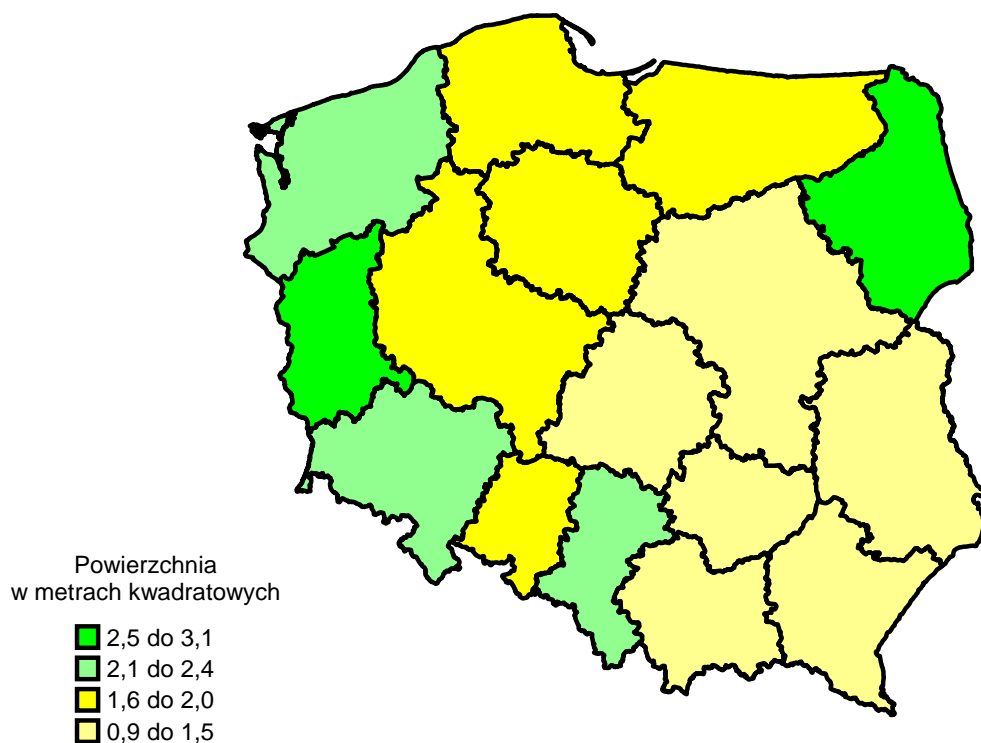 Powierzchnia
w metrach kwadratowych
2,5 do 3,1
2,1 do 2,4
1,6 do 2,0
0,9 do 1,5